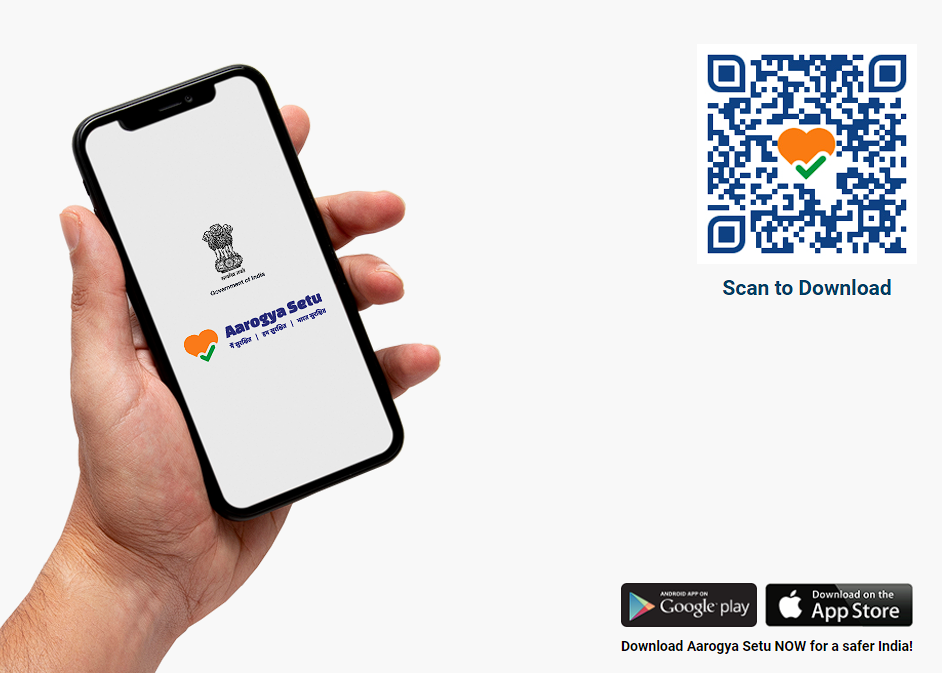 सत्यमेव जयते
Government of India
Aarogya Setu
मैं सुरक्षित | हम सुरक्षित | भारत सुरक्षित
Scan to Download
ANDROID APP ON
Google play
Download on the
App Store
Download Aarogya Setu NOW for a safer India!